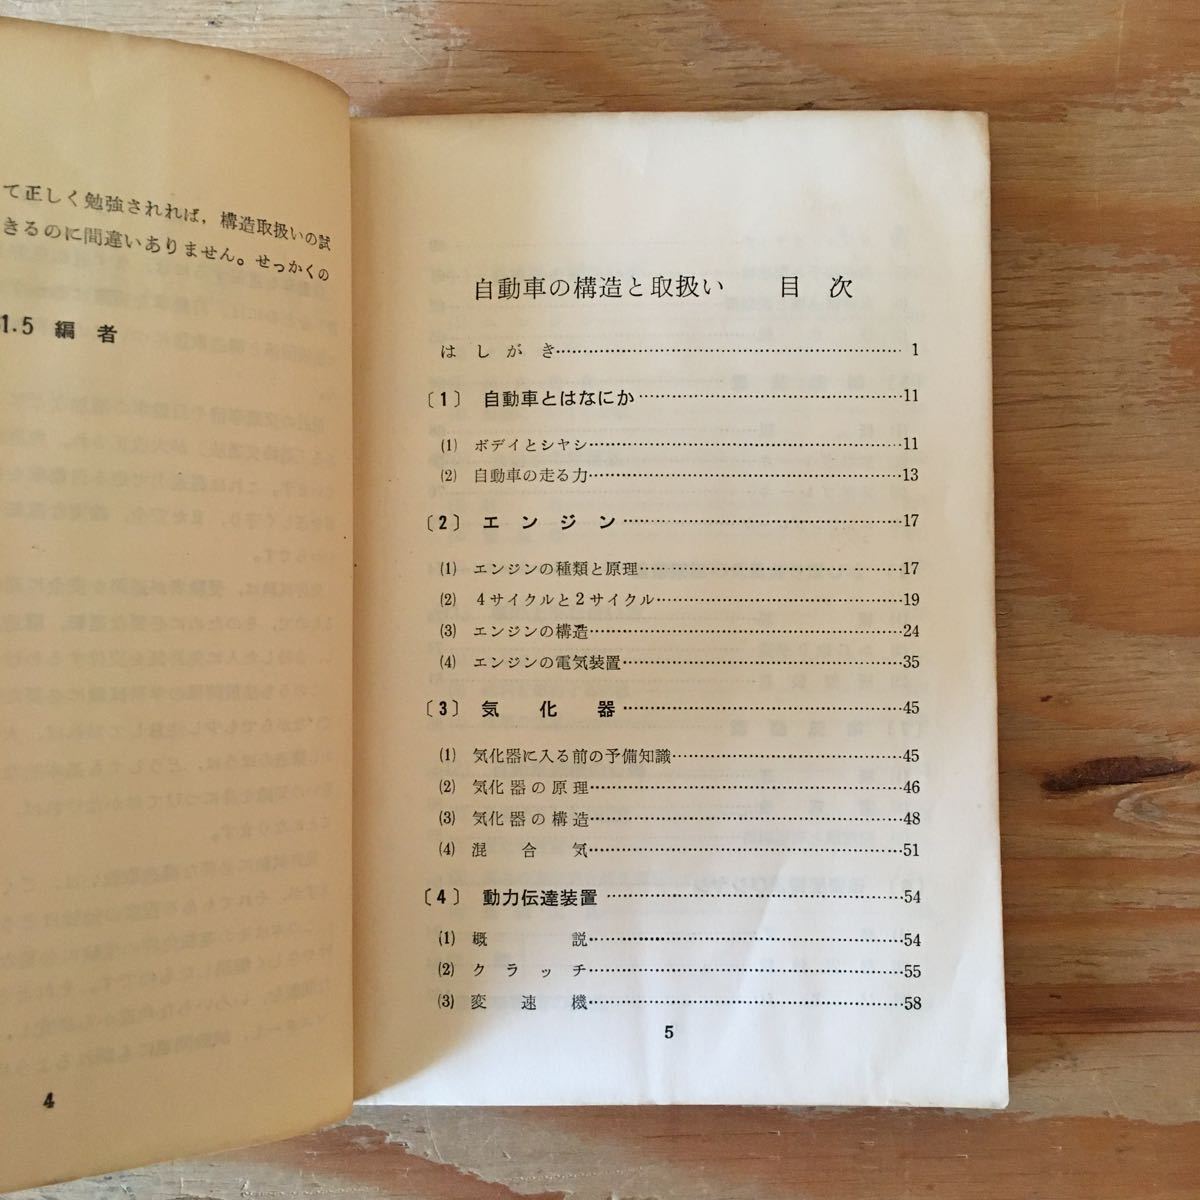 て正しく勉強されれば，構造取扱いの試
きるのに間違いありません。せっかくの
1.5 編者
4
自動車の構造と取扱い 目次
はしがき………1
〔1〕 自動車とはなにか………11
(1) ボデイとシヤシ………11
(2) 自動車の走る力………13
〔2〕 エンジン………17
(1) エンジンの種類と原理………17
(2) 4サイクルと2サイクル………19
(3) エンジンの構造………24
(4) エンジンの電気装置………35
〔3〕 気化器………45
(1) 気化器に入る前の予備知識………45
(2) 気化器の原理………46
(3) 気化器の構造………48
(4) 混合気………51
〔4〕 動力伝達装置………54
(1) 概説………54
(2) クラッチ………55
(3) 変速機………58
5